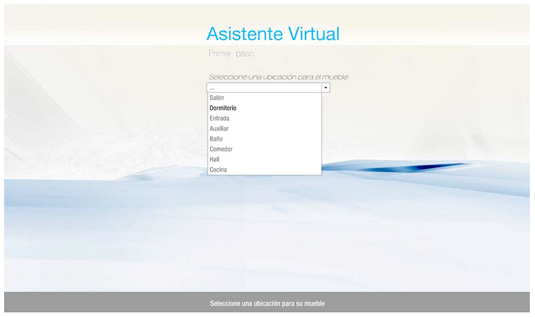 Asistente Virtual
Primer paso
Seleccione una ubicación para el mueble
...
Salón
Dormitorio
Entrada
Auxiliar
Baño
Comedor
Hall
Cocina
Seleccione una ubicación para su mueble